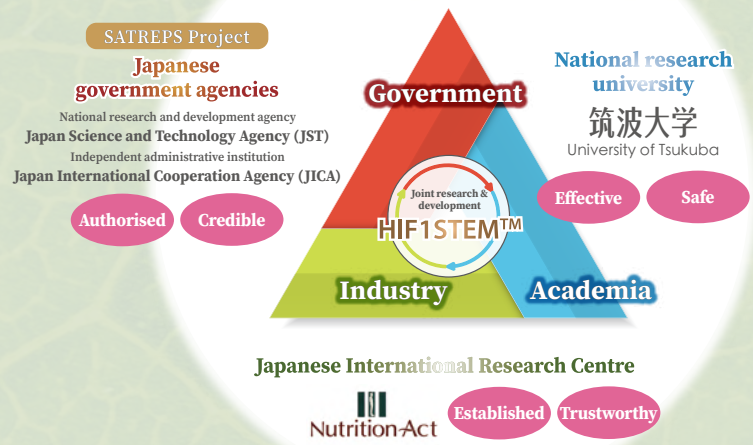 SATREPS Project
Japanese
government agencies
National research and development agency
Japan Science and Technology Agency (JST)
Independent administrative institution
Japan International Cooperation Agency (JICA)
Authorised
Credible
Government
National research
university
筑波大学
University of Tsukuba
Effective
Safe
Joint research &
development
HIF1STEM™
Industry
Academia
Japanese International Research Centre
Nutrition-Act
Established
Trustworthy